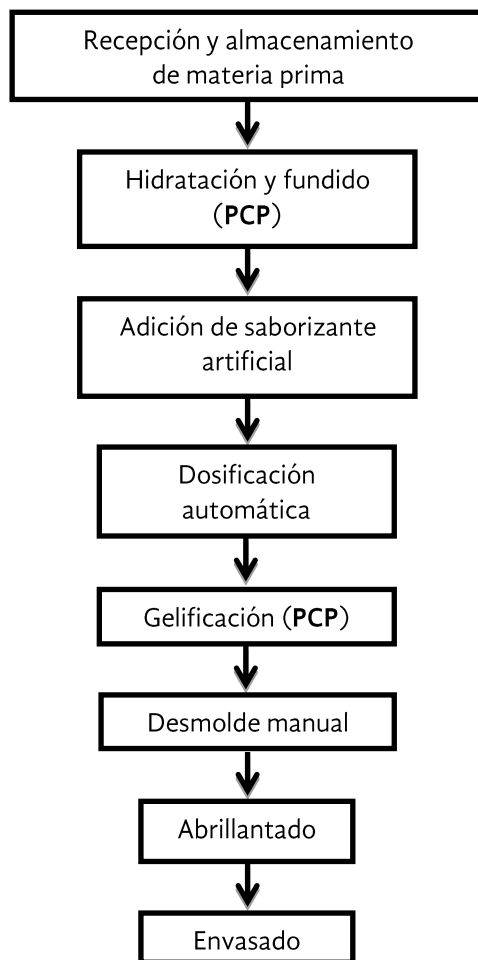 Recepción y almacenamiento
de materia prima
Hidratación y fundido
(PCP)
Adición de saborizante
artificial
Dosificación
automática
Gelificación (PCP)
Desmolde manual
Abrillantado
Envasado